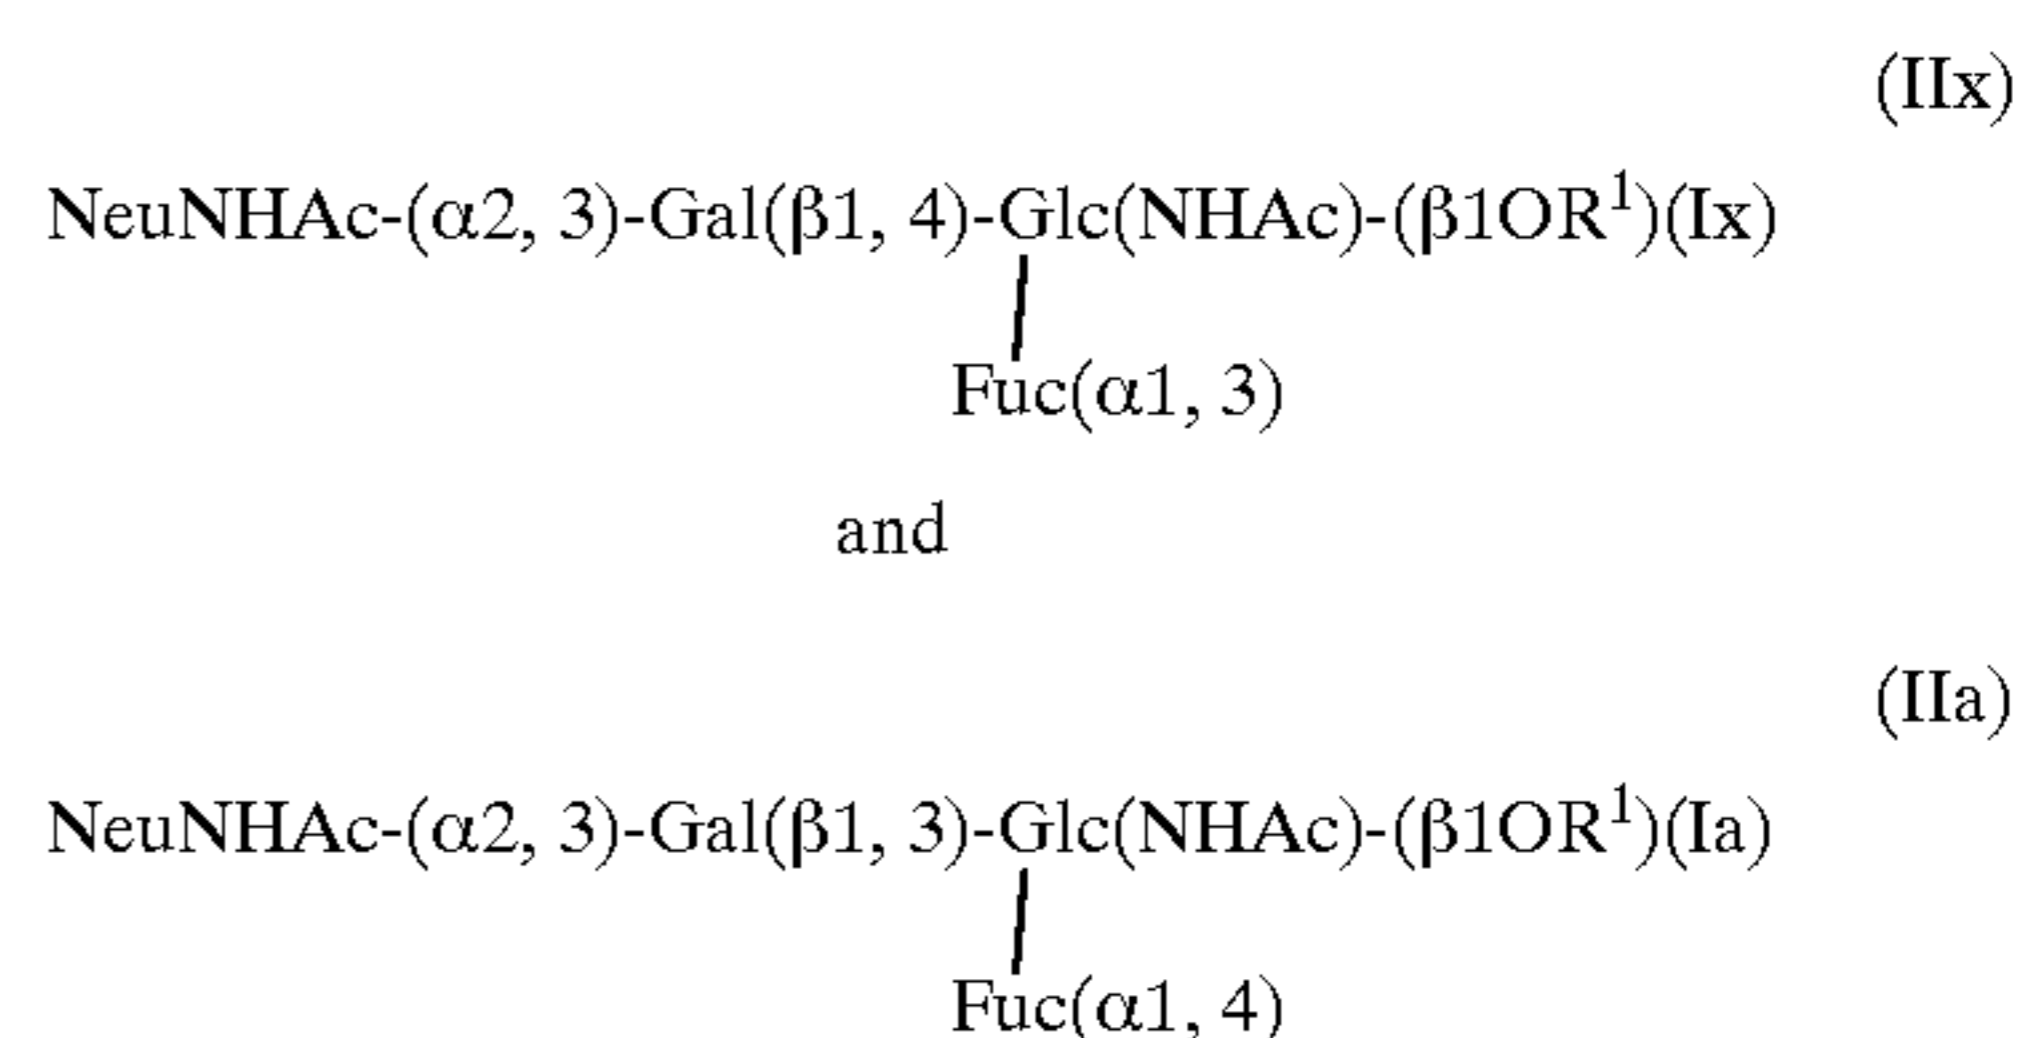 (IIx)
NeuNHAc-(α2, 3)-Gal(β1, 4)-Glc(NHAc)-(β1OR¹)(Ix)
Fuc(α1, 3)
and
(IIa)
NeuNHAc-(α2, 3)-Gal(β1, 3)-Glc(NHAc)-(β1OR¹)(Ia)
Fuc(α1, 4)